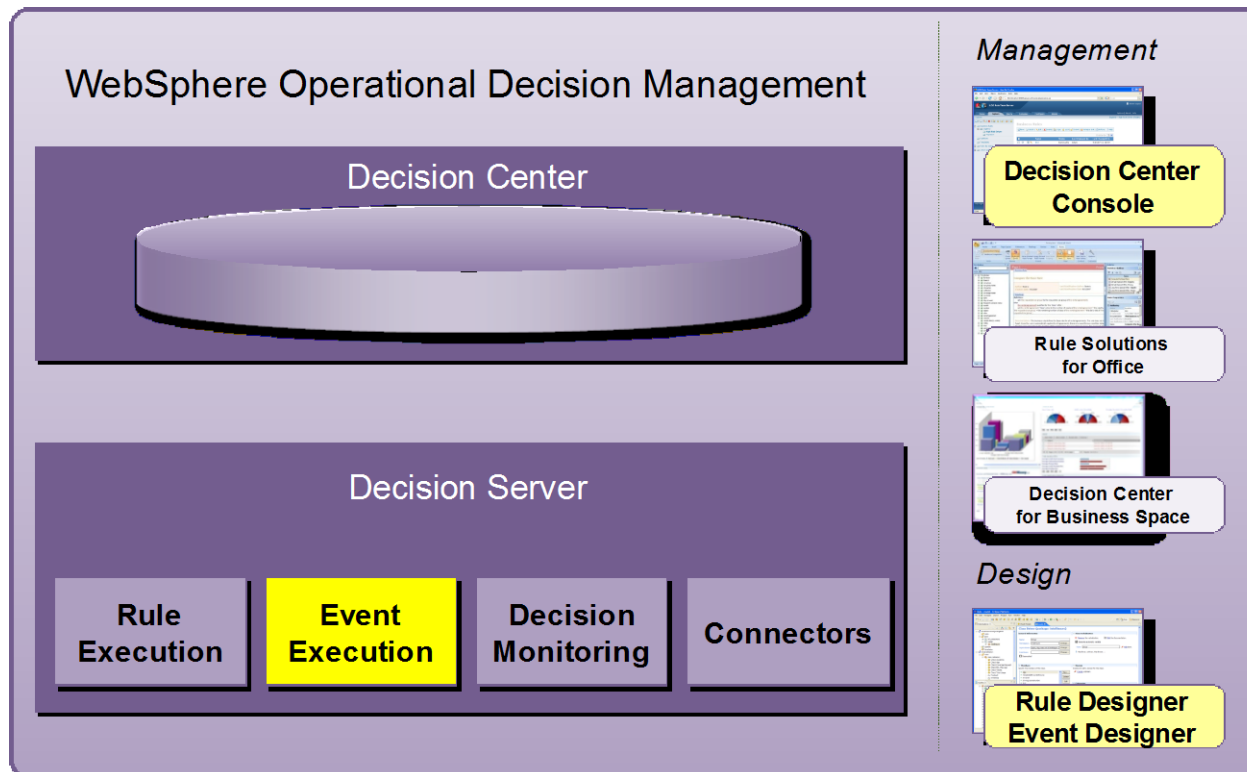 WebSphere Operational Decision Management
Decision Center
Decision Server
Rule
Execution
Event
Execution
Decision
Monitoring
Connectors
Management
Decision Center
Console
Rule Solutions
for Office
Decision Center
for Business Space
Design
Rule Designer
Event Designer